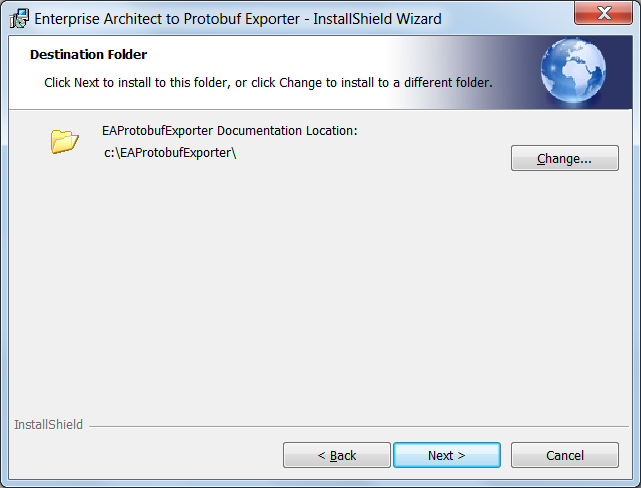 Enterprise Architect to Protobuf Exporter - InstallShield Wizard
Destination Folder
Click Next to install to this folder, or click Change to install to a different folder.
EAProtobufExporter Documentation Location:
c:\EAProtobufExporter\
Change...
InstallShield
< Back
Next >
Cancel